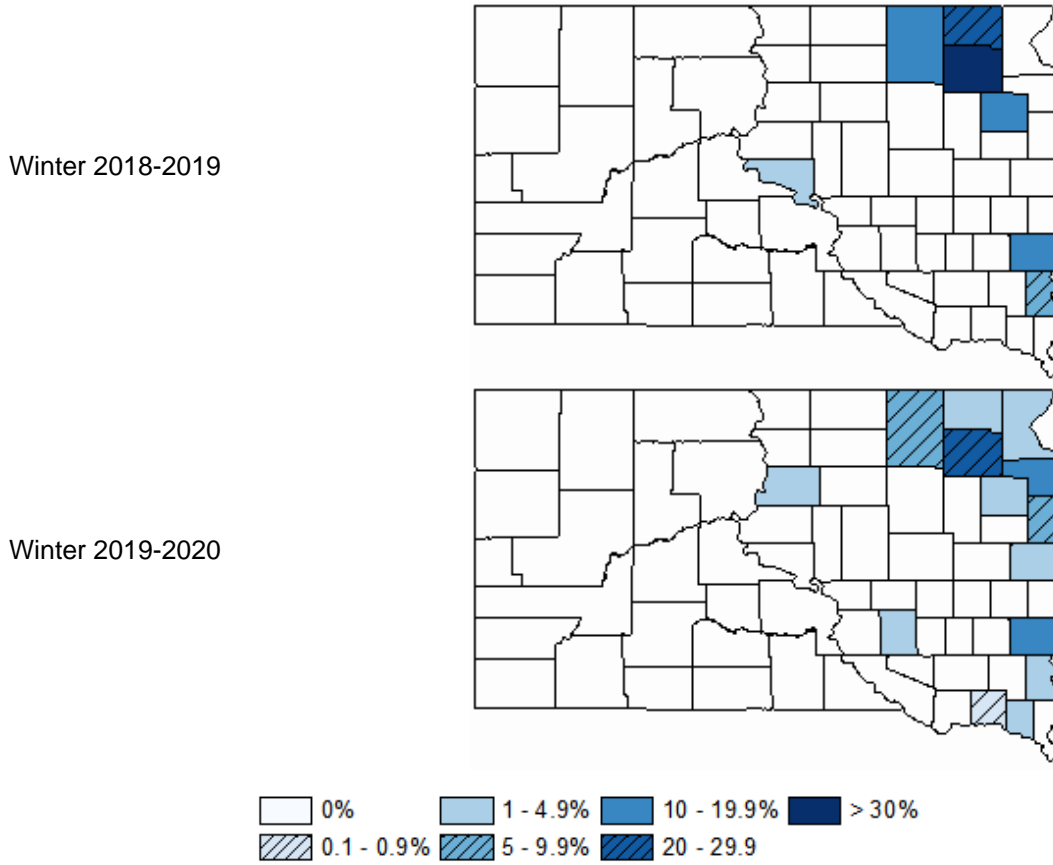 Winter 2018-2019
Winter 2019-2020
0% 1 - 4.9% 10 - 19.9% > 30%
0.1 - 0.9% 5 - 9.9% 20 - 29.9